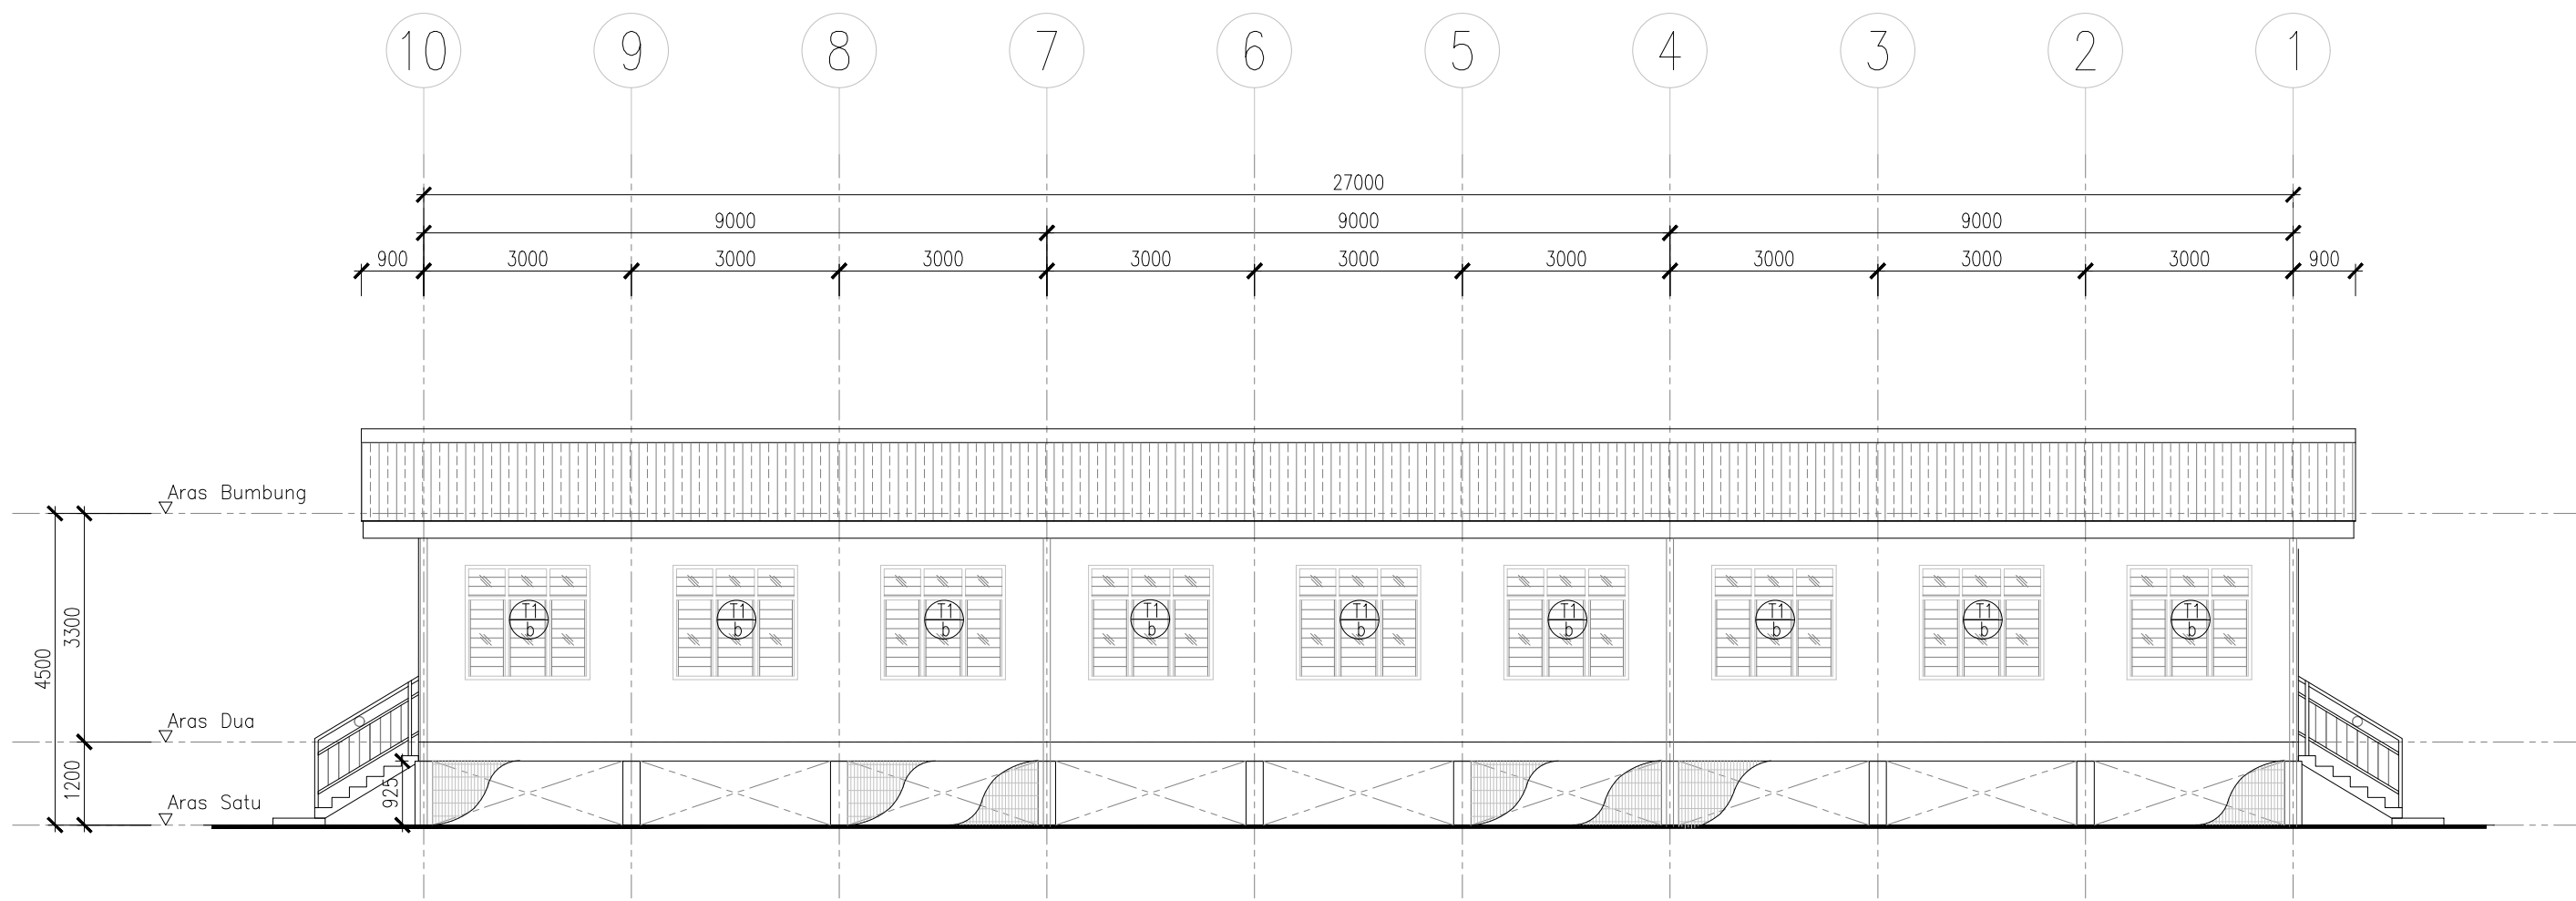 10 9 8 7 6 5 4 3 2 1
27000
9000 9000 9000
900 3000 3000 3000 3000 3000 3000 3000 3000 3000 900
Aras Bumbung
T1 T1 T1 T1 T1 T1 T1 T1 T1
b b b b b b b b b
3300
4500
Aras Dua
1200
925
Aras Satu